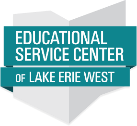 EDUCATIONAL
SERVICE CENTER
OF LAKE ERIE WEST